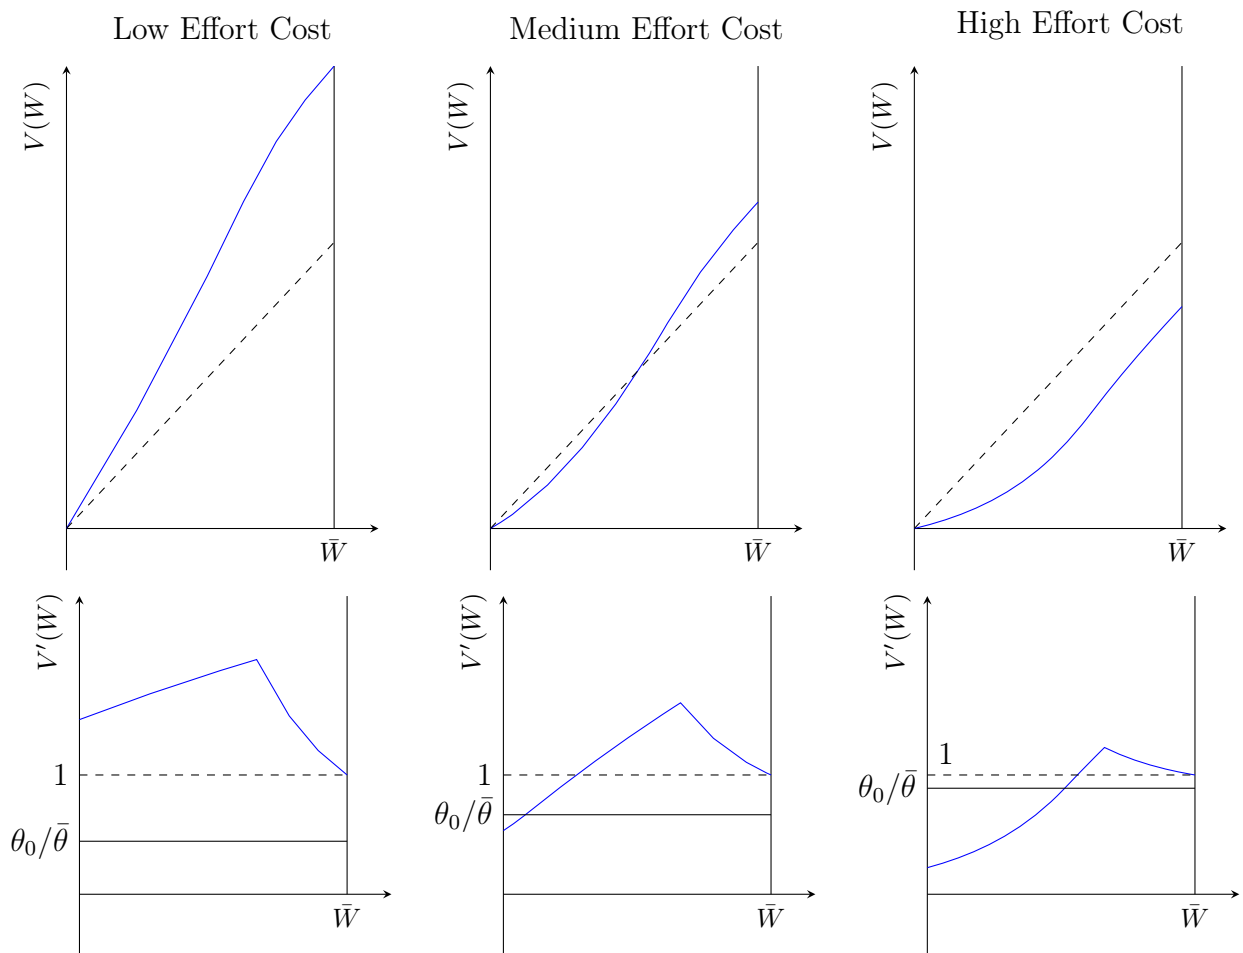 Low Effort Cost
Medium Effort Cost
High Effort Cost
V(W)
V(W)
V(W)
W̄
W̄
W̄
V'(W)
V'(W)
V'(W)
1
θ₀/θ̄
1
θ₀/θ̄
1
θ₀/θ̄
W̄
W̄
W̄